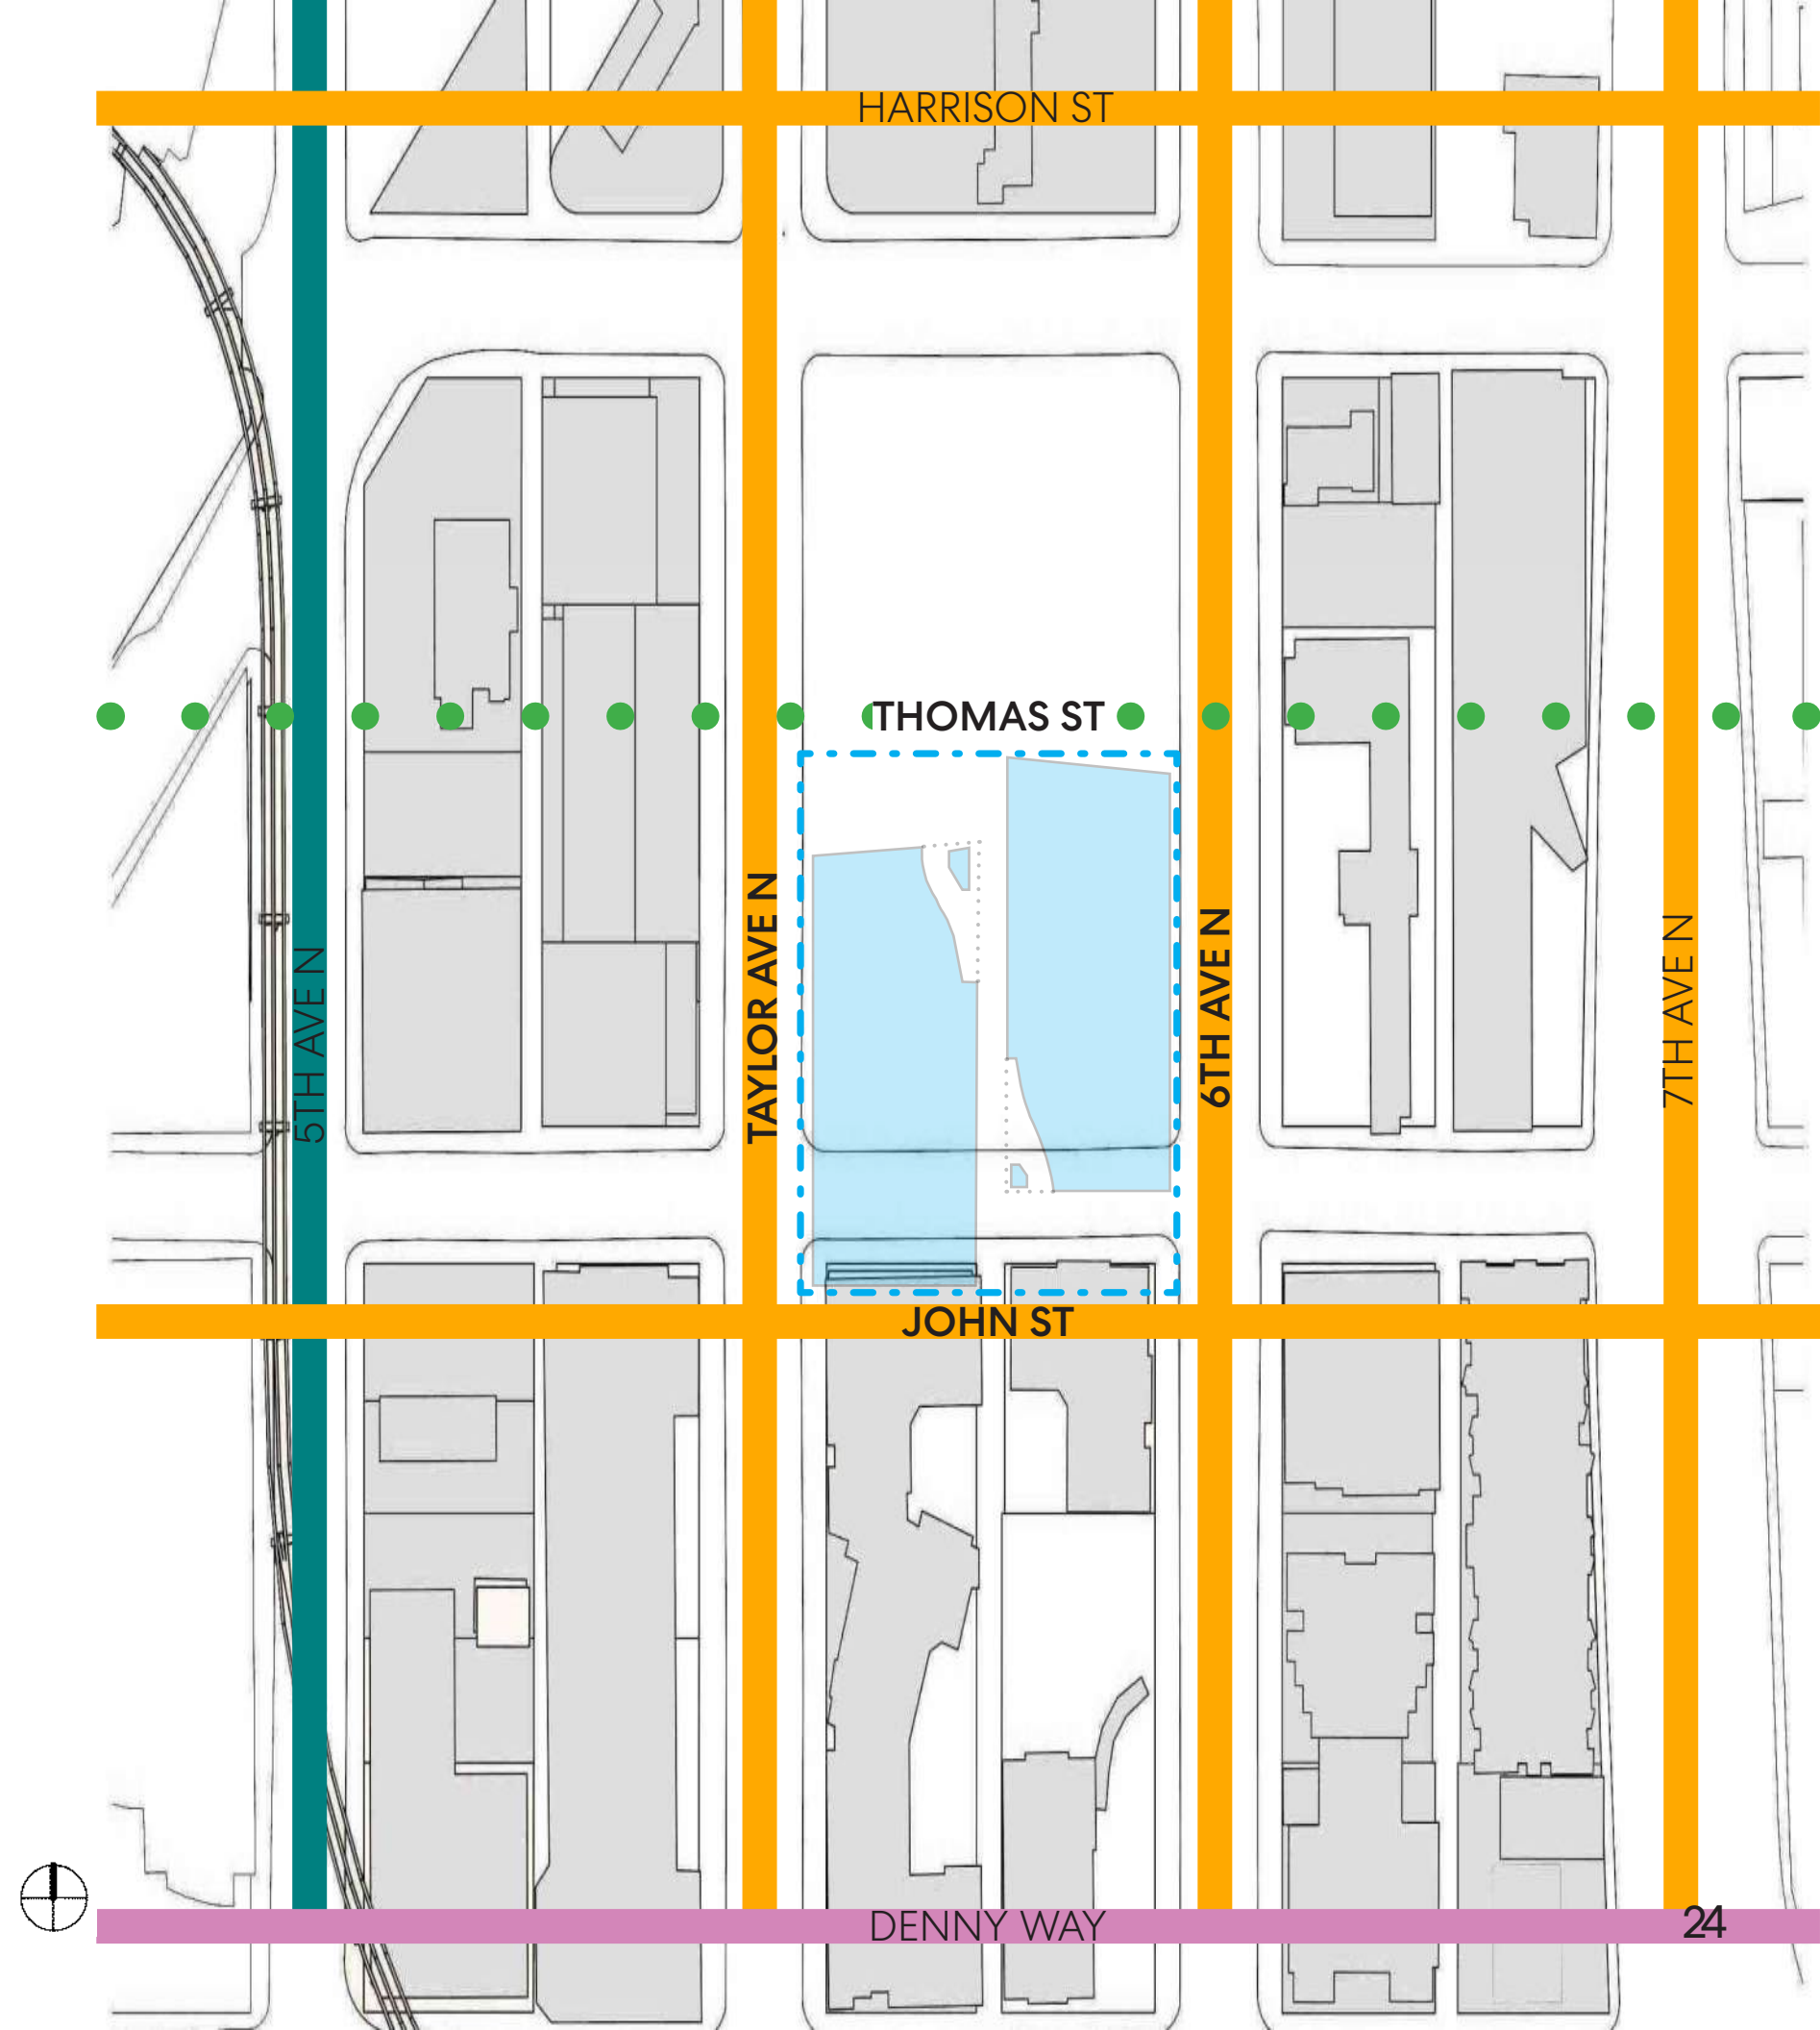 HARRISON ST
THOMAS ST
TAYLOR AVE N
6TH AVE N
7TH AVE N
5TH AVE N
JOHN ST
DENNY WAY
24